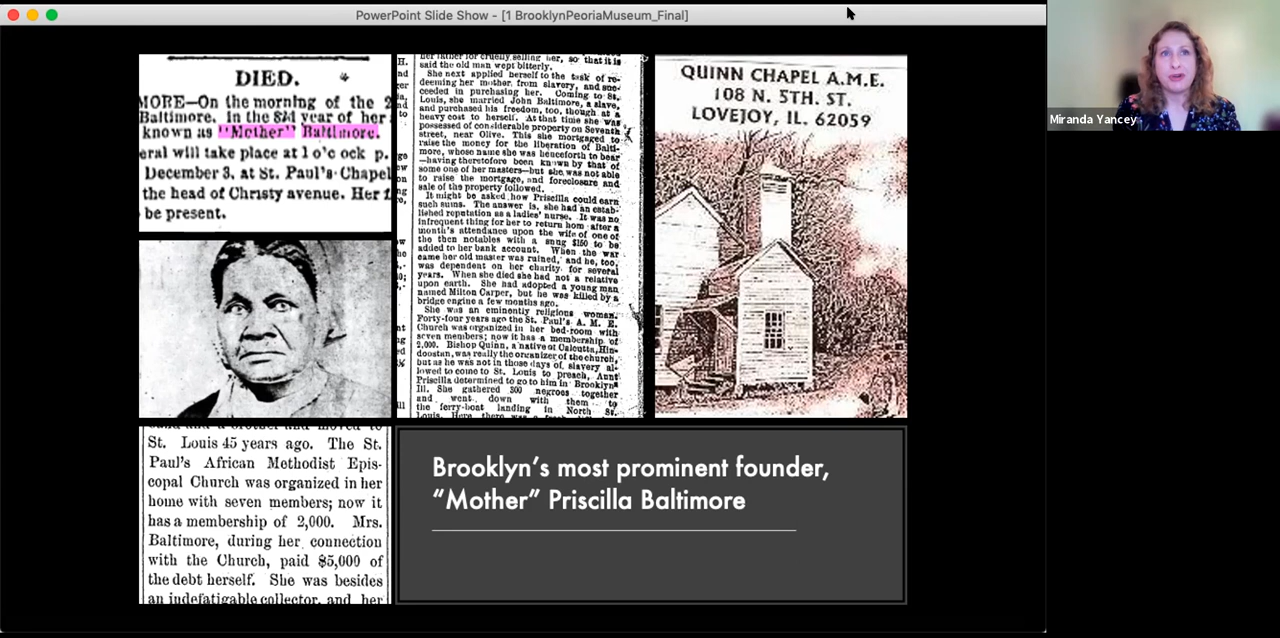 PowerPoint Slide Show - [1 BrooklynPeoriaMuseum_Final]
Miranda Yancey
DIED.
MORE—On the morning of the 2
Baltimore. In the 82d year of her
known as "Mother" Baltimore.
eral will take place at 1 o'c ock p.
December 3, at St. Paul's Chapel
the head of Christy avenue. Her f
be present.
her father for cruelly selling her, so that it is
said the old man wept bitterly.
She next applied herself to the task of re-
deeming her mother, from slavery, and suc-
ceeded in purchasing her. Coming to St.
Louis, she married John Baltimore, a slave,
and purchased his freedom, too, though at a
heavy cost to herself. At that time she was
possessed of considerable property on Seventh
street, near Olive. This she mortgaged to
raise the money for the liberation of Balti-
more, whose name she was henceforth to bear
—having theretofore been known by that of
some one of her masters—but she was not able
to raise the mortgage, and foreclosure and
sale of the property followed.
It might be asked how Priscilla could earn
such sums. The answer is, she had an estab-
lished reputation as a ladies' nurse. It was no
infrequent thing for her to return hom after a
month's attendance upon the wife of one of
the then notables with a snug $150 to be
added to her bank account. When the war
came her old master was ruined, and he, too,
was dependent on her charity for several
years. When she died she had not a relative
upon earth. She had adopted a young man
named Milton Carper, but he was killed by a
bridge engine a few months ago.
She was an eminently religious woman.
Forty-four years ago the St. Paul's A. M. E.
Church was organized in her bed-room with
seven members; now it has a membership of
2,000. Bishop Quinn, a native of Calcutta, Hin-
doostan, was really the organizer of the church,
but as he was not in those days of slavery al-
lowed to come to St. Louis to preach, Aunt
Priscilla determined to go to him in Brooklyn
Ill. She gathered 300 negroes together
and went down with them to
the ferry-boat landing in North St.
Louis. Here there was a
QUINN CHAPEL A.M.E.
108 N. 5TH. ST.
LOVEJOY, IL. 62059
and a brother and moved to
St. Louis 45 years ago. The St.
Paul's African Methodist Epis-
copal Church was organized in her
home with seven members; now it
has a membership of 2,000. Mrs.
Baltimore, during her connection
with the Church, paid $5,000 of
the debt herself. She was besides
an indefatigable collector, and her
Brooklyn's most prominent founder,
"Mother" Priscilla Baltimore